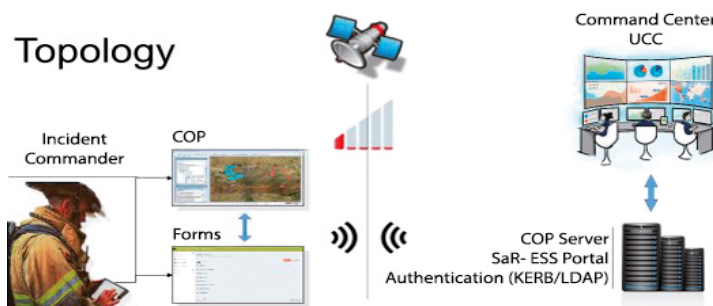 Topology
Command Center
UCC
Incident
Commander
COP
Forms
COP Server
SaR- ESS Portal
Authentication (KERB/LDAP)